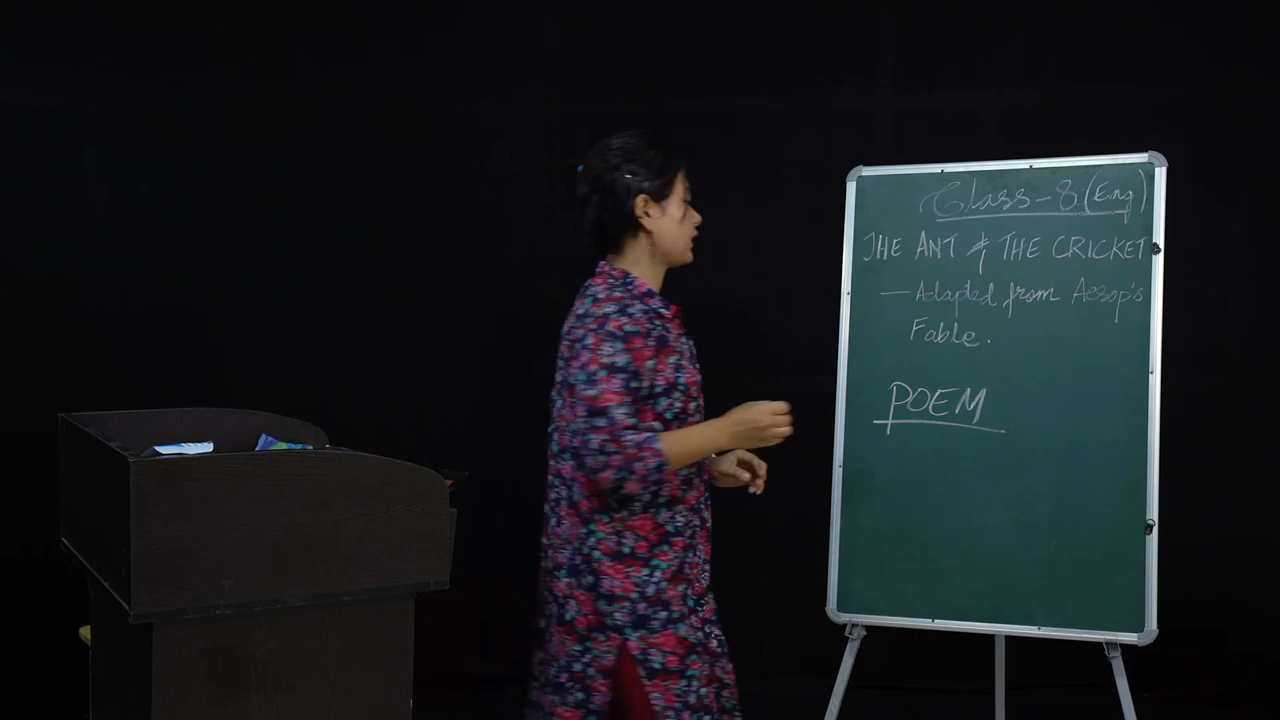 Class-8 (Eng)
THE ANT & THE CRICKET
— Adapted from Aesop's
Fable.
POEM